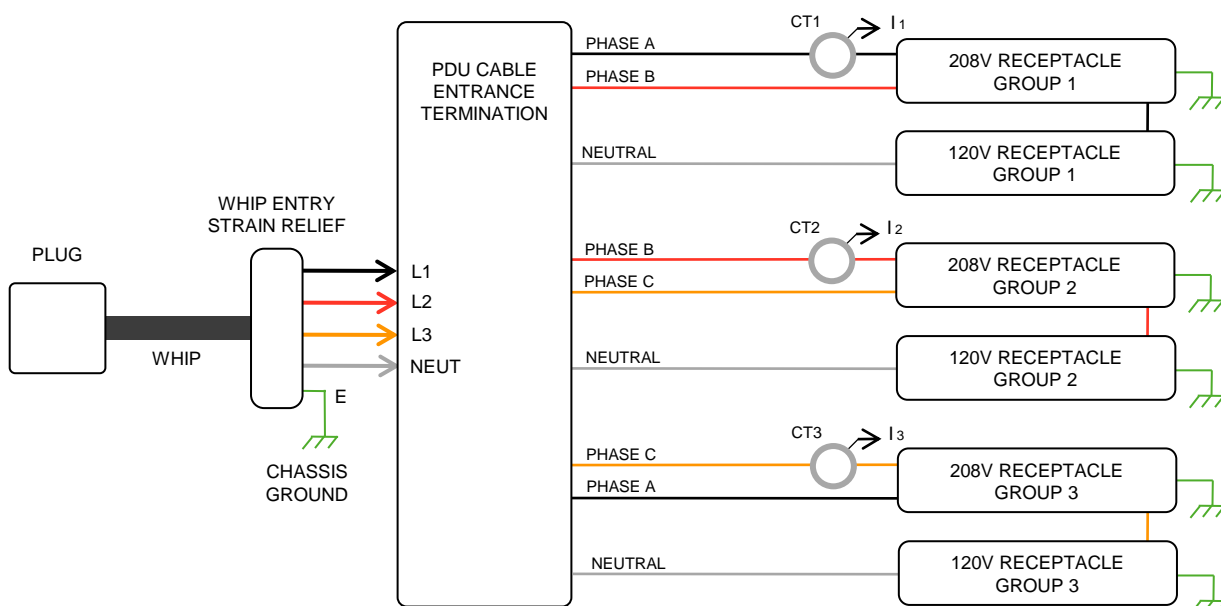 PLUG
WHIP
WHIP ENTRY
STRAIN RELIEF
E
CHASSIS
GROUND
L1
L2
L3
NEUT
PDU CABLE
ENTRANCE
TERMINATION
PHASE A
CT1
I1
PHASE B
208V RECEPTACLE
GROUP 1
NEUTRAL
120V RECEPTACLE
GROUP 1
PHASE B
CT2
I2
PHASE C
208V RECEPTACLE
GROUP 2
NEUTRAL
120V RECEPTACLE
GROUP 2
PHASE C
CT3
I3
PHASE A
208V RECEPTACLE
GROUP 3
NEUTRAL
120V RECEPTACLE
GROUP 3